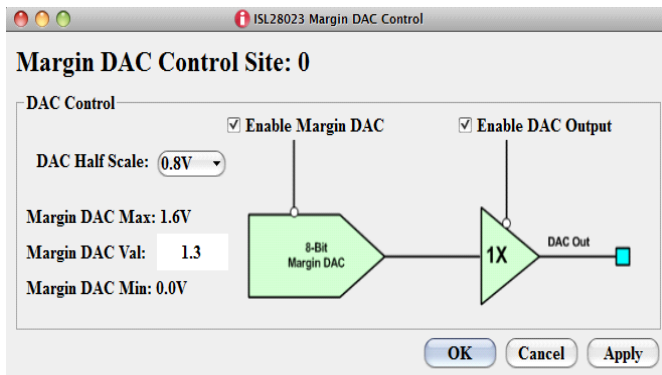 ISL28023 Margin DAC Control
Margin DAC Control Site: 0
DAC Control
Enable Margin DAC
Enable DAC Output
DAC Half Scale: 0.8V
Margin DAC Max: 1.6V
Margin DAC Val: 1.3
Margin DAC Min: 0.0V
8-Bit
Margin DAC
1X
DAC Out
OK
Cancel
Apply